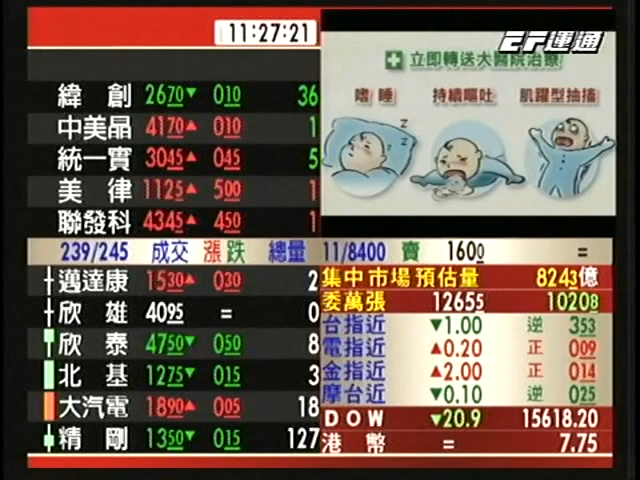 11:27:21
EF運通
立即轉送大醫院治療
嗜睡 持續嘔吐 肌躍型抽搐
z z
緯創 2670▼ 010 36
中美晶 4170▲ 010 1
統一實 3045▲ 045 5
美律 1125▲ 500 1
聯發科 4345▲ 450 1
239/245 成交 漲跌 總量 11/8400 賣 1600 =
邁達康 1530▲ 030 2
欣雄 4095 = 0
欣泰 4750▼ 050 8
北基 1275▼ 015 3
大汽電 1890▲ 005 18
精剛 1350▼ 015 127
集中市場預估量 8243億
委萬張 12655 10208
台指近 ▼1.00 逆 353
電指近 ▲0.20 正 009
金指近 ▲2.00 正 014
摩台近 ▼0.10 逆 025
DOW ▼20.9 15618.20
港幣 = 7.75